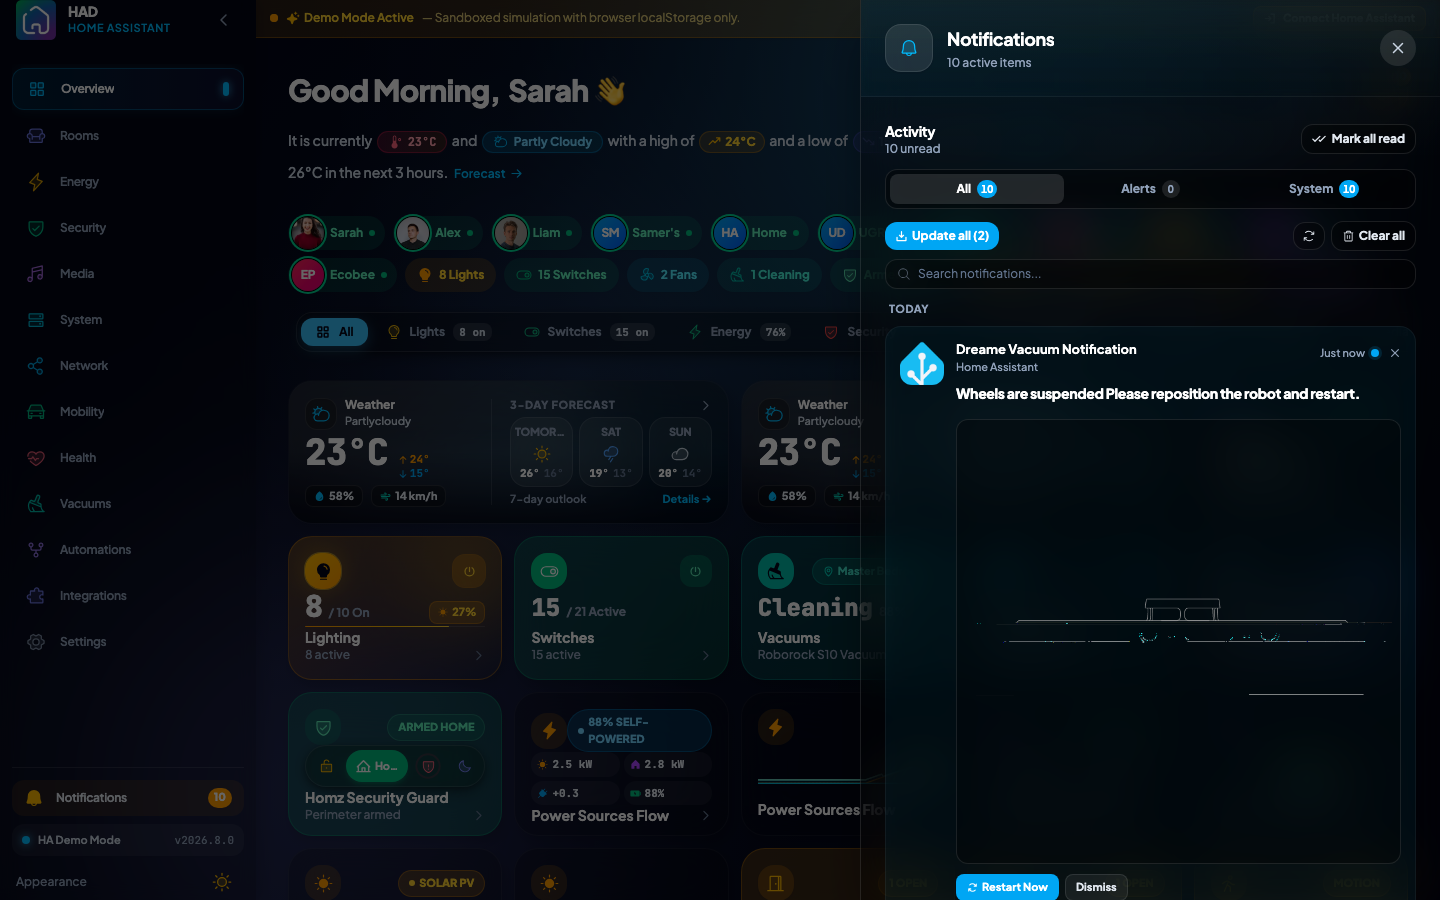 HAD
HOME ASSISTANT
Overview
Rooms
Energy
Security
Media
System
Network
Mobility
Health
Vacuums
Automations
Integrations
Settings
Notifications 10
HA Demo Mode v2026.8.0
Appearance
Demo Mode Active — Sandboxed simulation with browser localStorage only.
Connect Home Assistant
Good Morning, Sarah 👋
It is currently 23°C and Partly Cloudy with a high of 24°C and a low of
26°C in the next 3 hours. Forecast →
Sarah Alex Liam SM Samer's HA Home UD
EP Ecobee 8 Lights 15 Switches 2 Fans 1 Cleaning
All Lights 8 on Switches 15 on Energy 76%
Weather
Partlycloudy
23°C ↑ 24° ↓ 15°
58% 14 km/h
3-DAY FORECAST
TOMOR... SAT SUN
26° 16° 19° 13° 20° 14°
7-day outlook Details →
Weather
Partlycloudy
23°C
58%
8 / 10 On 27%
Lighting
8 active
15 / 21 Active
Switches
15 active
Cleaning
Vacuums
Roborock S10 Vacuum
ARMED HOME
Ho...
Homz Security Guard
Perimeter armed
88% SELF-
POWERED
2.5 kW 2.8 kW
+0.3 88%
Power Sources Flow
Power Sources Flow
SOLAR PV
Notifications
10 active items
Activity
10 unread
Mark all read
All 10 Alerts 0 System 10
Update all (2) Clear all
Search notifications...
TODAY
Dreame Vacuum Notification Just now
Home Assistant
Wheels are suspended Please reposition the robot and restart.
Restart Now Dismiss